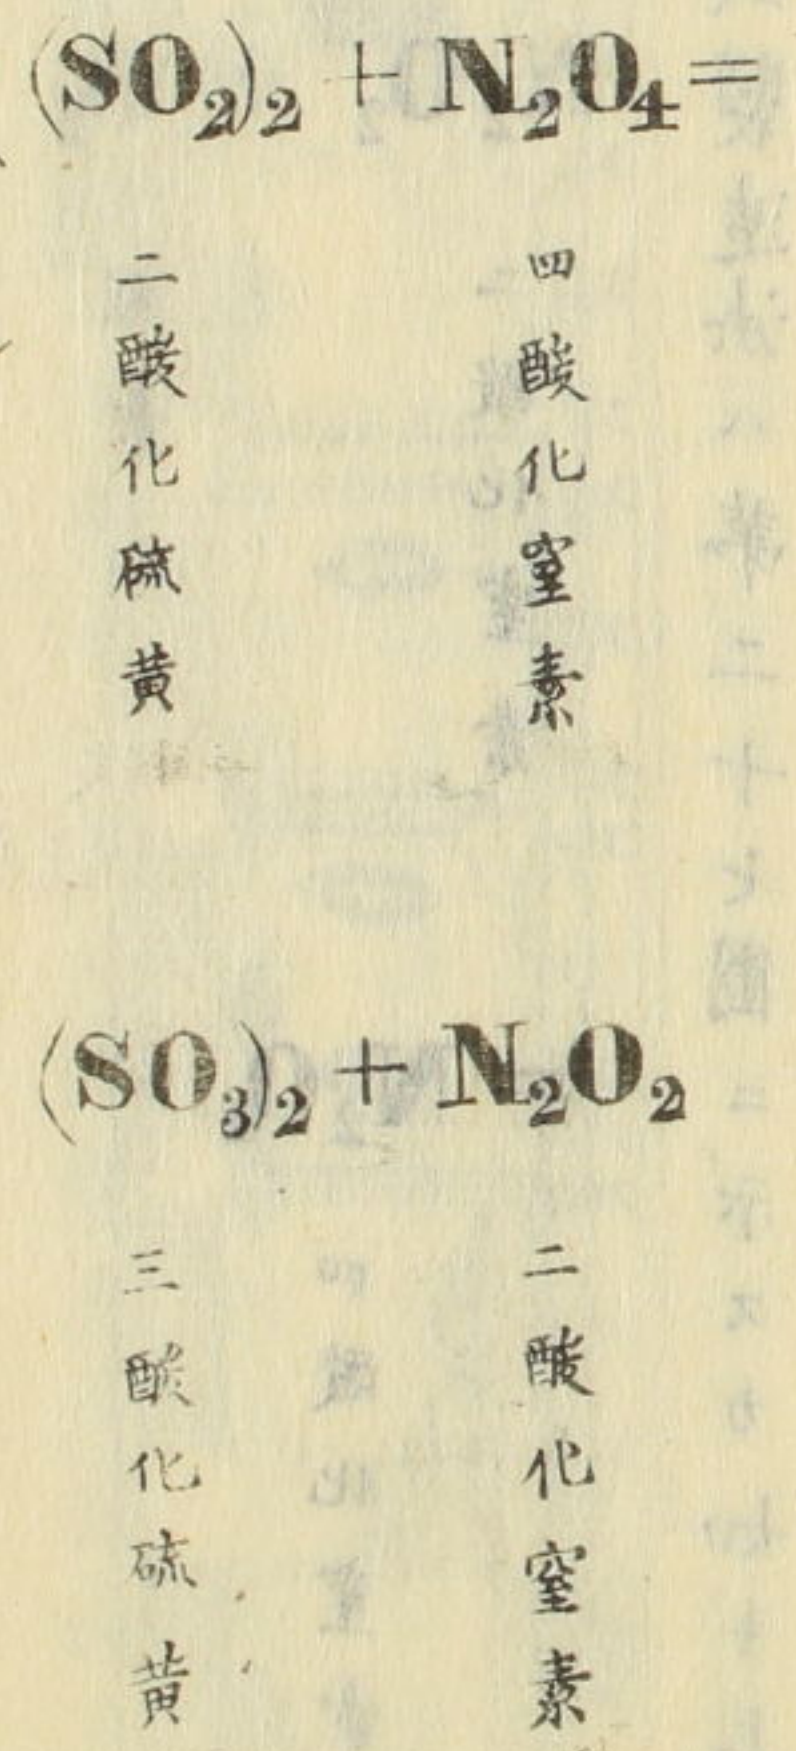 (SO₂)₂ + N₂O₄=
二酸化硫黄
四酸化窒素
(SO₃)₂ + N₂O₂
三酸化硫黄
二酸化窒素